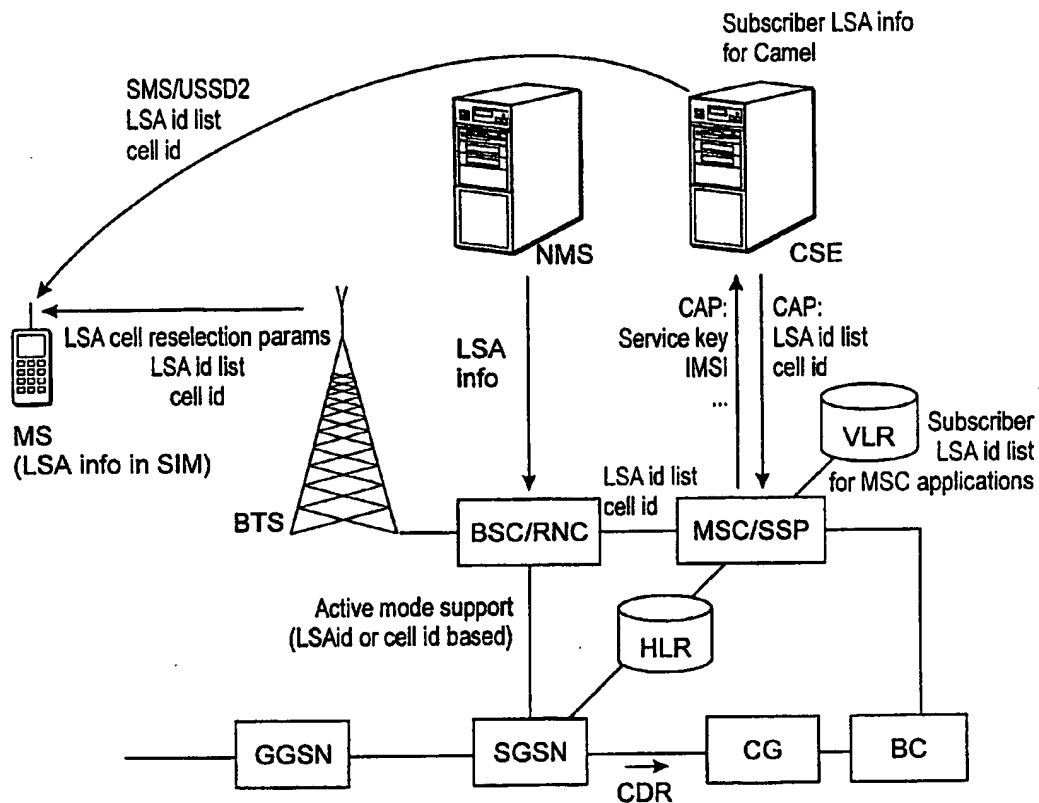 Subscriber LSA info
for Camel
SMS/USSD2
LSA id list
cell id
NMS
CSE
LSA cell reselection params
LSA id list
cell id
MS
(LSA info in SIM)
BTS
LSA
info
CAP:
Service key
IMSI
...
CAP:
LSA id list
cell id
VLR
Subscriber
LSA id list
for MSC applications
LSA id list
cell id
BSC/RNC
MSC/SSP
Active mode support
(LSAid or cell id based)
HLR
GGSN
SGSN
CDR
CG
BC